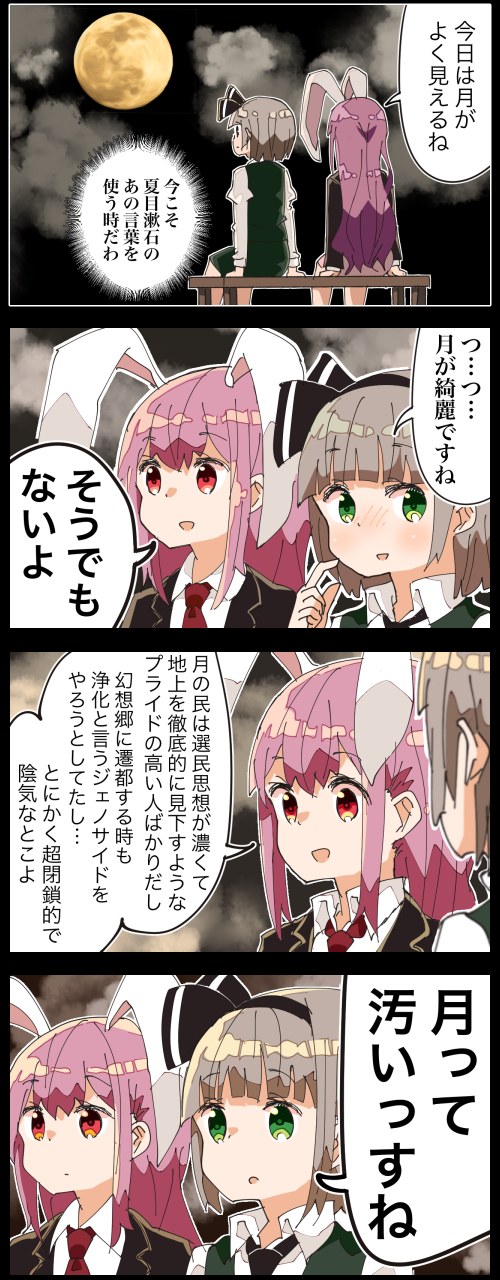 今日は月が
よく見えるね
今こそ
夏目漱石の
あの言葉を
使う時だわ
つ…つ…
月が綺麗ですね
そうでも
ないよ
月の民は選民思想が濃くて
地上を徹底的に見下すような
プライドの高い人ばかりだし
幻想郷に遷都する時も
浄化と言うジェノサイドを
やろうとしてたし…
とにかく超閉鎖的で
陰気なとこよ
月って
汚いっすね